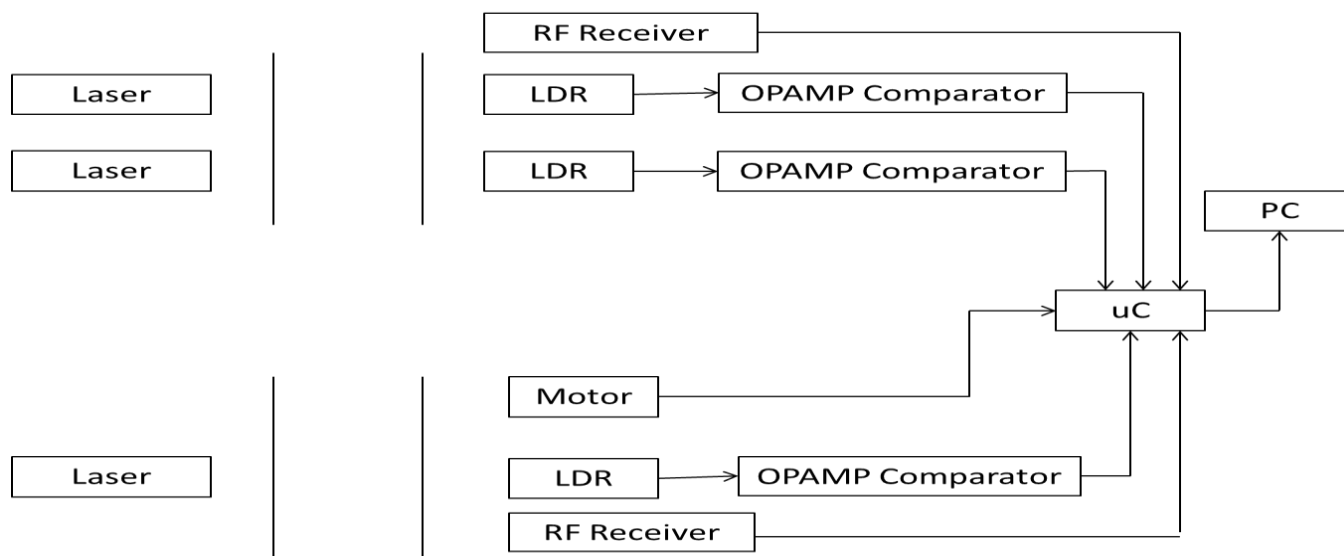 RF Receiver
Laser
LDR
OPAMP Comparator
Laser
LDR
OPAMP Comparator
PC
uC
Motor
Laser
LDR
OPAMP Comparator
RF Receiver